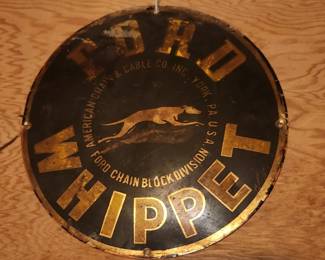 FORD
AMERICAN CHAIN & CABLE CO. INC., YORK, PA. U.S.A.
FORD CHAIN BLOCK DIVISION
WHIPPET